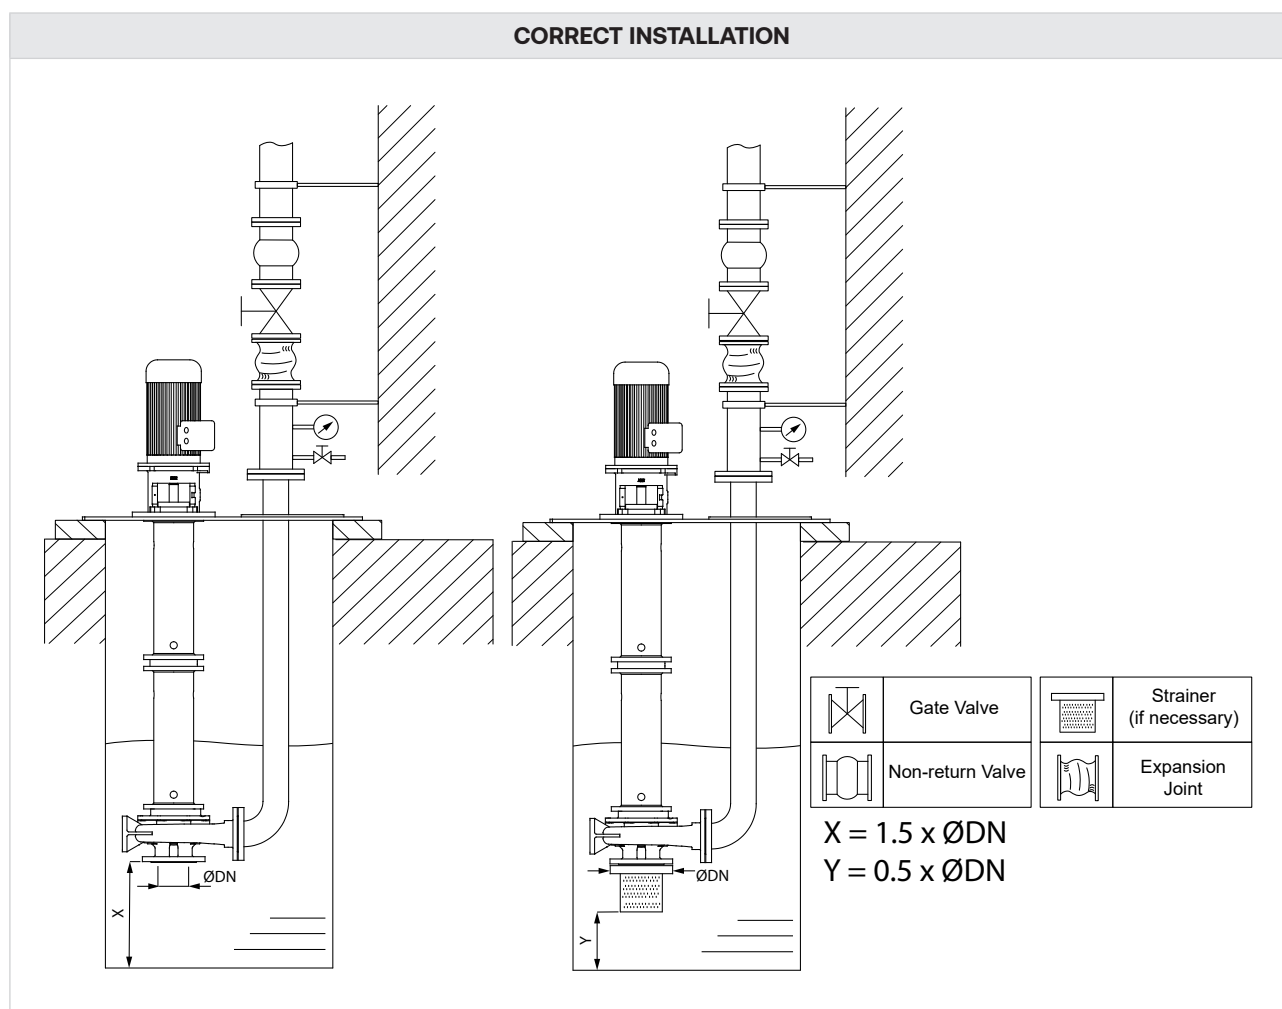 CORRECT INSTALLATION
ØDN
X
ØDN
Y
Gate Valve
Non-return Valve
Strainer
(if necessary)
Expansion
Joint
X = 1.5 x ØDN
Y = 0.5 x ØDN